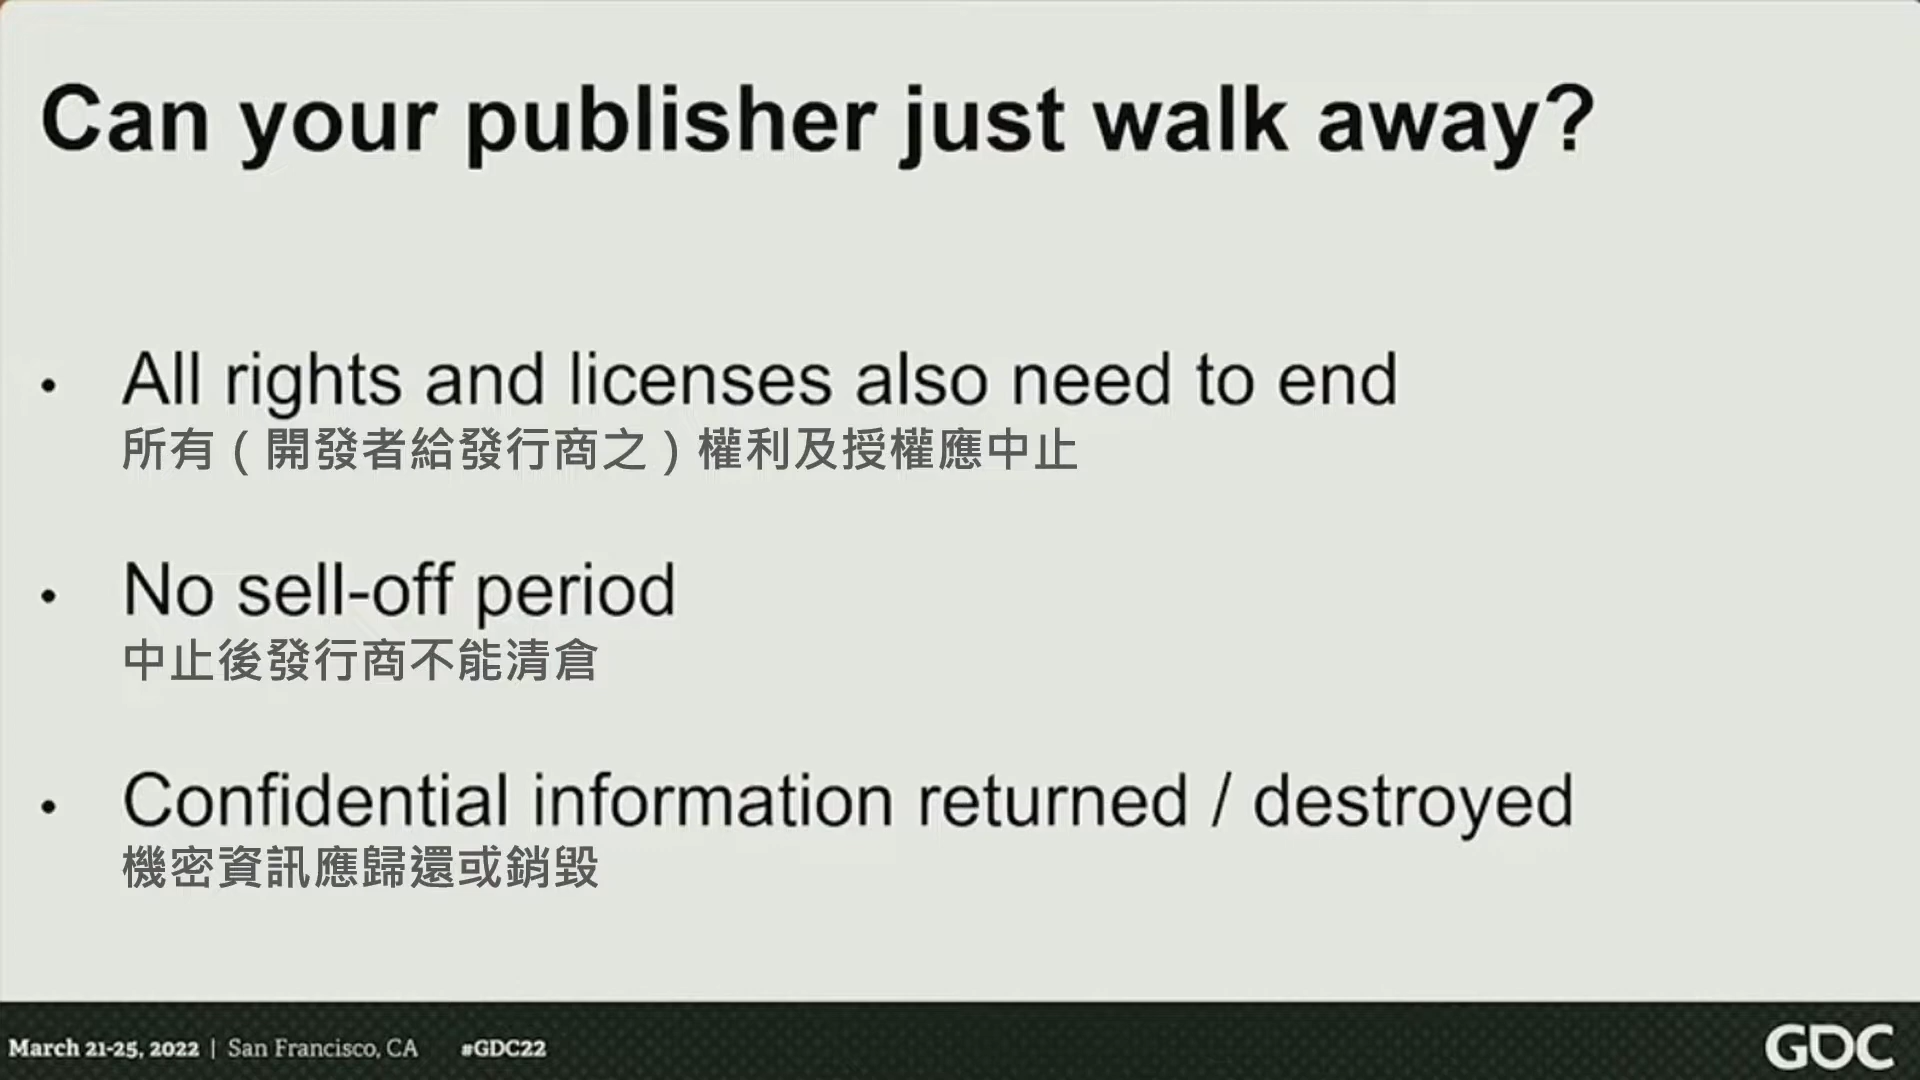 Can your publisher just walk away?
• All rights and licenses also need to end
所有（開發者給發行商之）權利及授權應中止
• No sell-off period
中止後發行商不能清倉
• Confidential information returned / destroyed
機密資訊應歸還或銷毀
March 21-25, 2022 | San Francisco, CA #GDC22
GDC